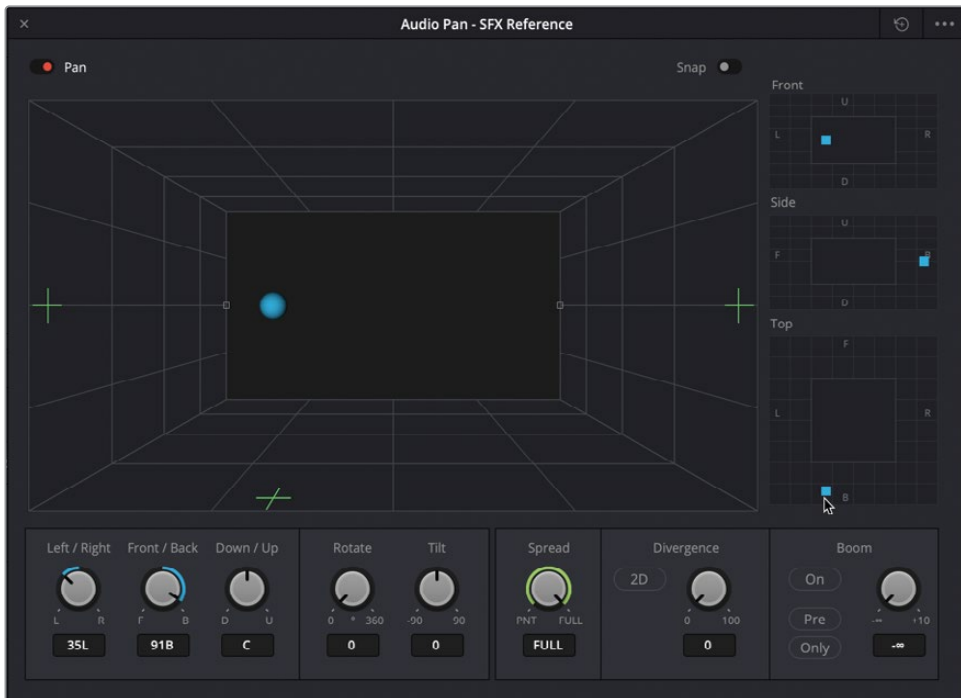 Audio Pan - SFX Reference
Pan
Snap
Front
U
L R
D
Side
U
F B
D
Top
F
L R
B
Left / Right Front / Back Down / Up Rotate Tilt Spread Divergence Boom
2D On
L R F B D U 0 ° 360 -90 90 PNT FULL 0 100 -∞ +10
Pre
35L 91B C 0 0 FULL 0 -∞
Only